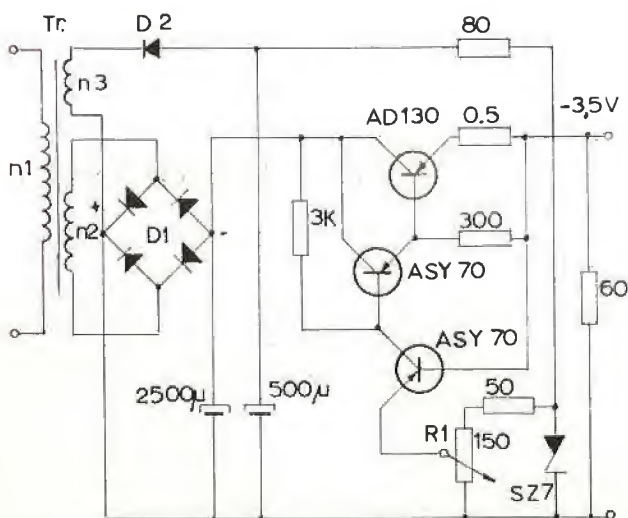 Tr.
D 2
80
n3
AD130
0.5
-3,5V
n1
+
n2
D1
-
3K
300
ASY 70
60
ASY 70
2500µ
500µ
50
R1
150
SZ7